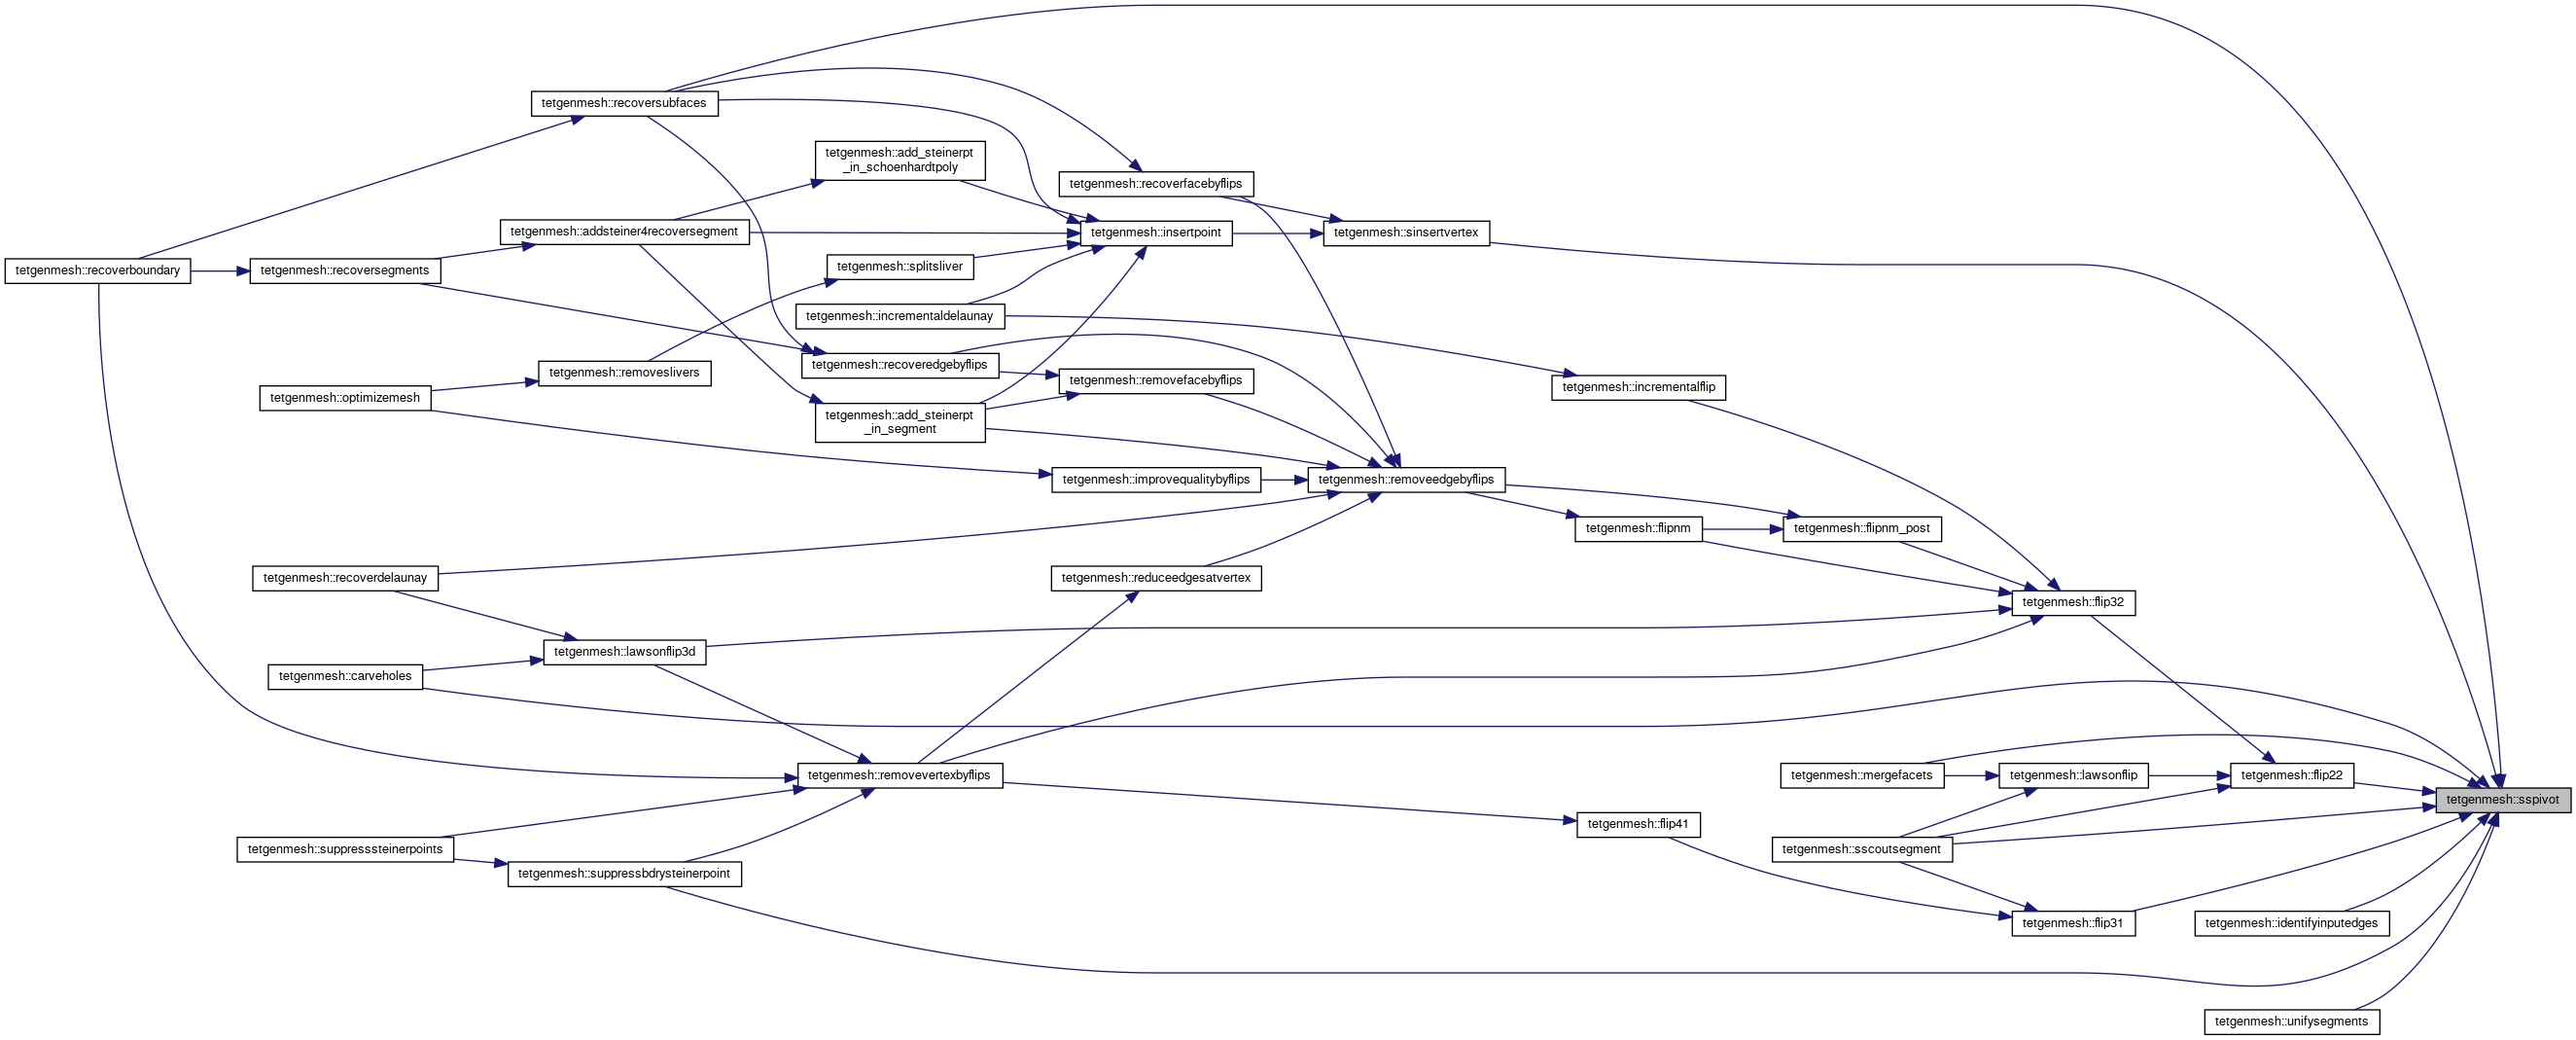 tetgenmesh::recoversubfaces
tetgenmesh::add_steinerpt
_in_schoenhardtpoly
tetgenmesh::recoverfacebyflips
tetgenmesh::addsteiner4recoversegment
tetgenmesh::insertpoint
tetgenmesh::sinsertvertex
tetgenmesh::recoverboundary
tetgenmesh::recoversegments
tetgenmesh::splitsliver
tetgenmesh::incrementaldelaunay
tetgenmesh::recoveredgebyflips
tetgenmesh::removeslivers
tetgenmesh::removefacebyflips
tetgenmesh::incrementalflip
tetgenmesh::optimizemesh
tetgenmesh::add_steinerpt
_in_segment
tetgenmesh::improvequalitybyflips
tetgenmesh::removeedgebyflips
tetgenmesh::flipnm
tetgenmesh::flipnm_post
tetgenmesh::recoverdelaunay
tetgenmesh::reduceedgesatvertex
tetgenmesh::flip32
tetgenmesh::lawsonflip3d
tetgenmesh::carveholes
tetgenmesh::removevertexbyflips
tetgenmesh::mergefacets
tetgenmesh::lawsonflip
tetgenmesh::flip22
tetgenmesh::sspivot
tetgenmesh::flip41
tetgenmesh::suppresssteinerpoints
tetgenmesh::sscoutsegment
tetgenmesh::suppressbdrysteinerpoint
tetgenmesh::flip31
tetgenmesh::identifyinputedges
tetgenmesh::unifysegments